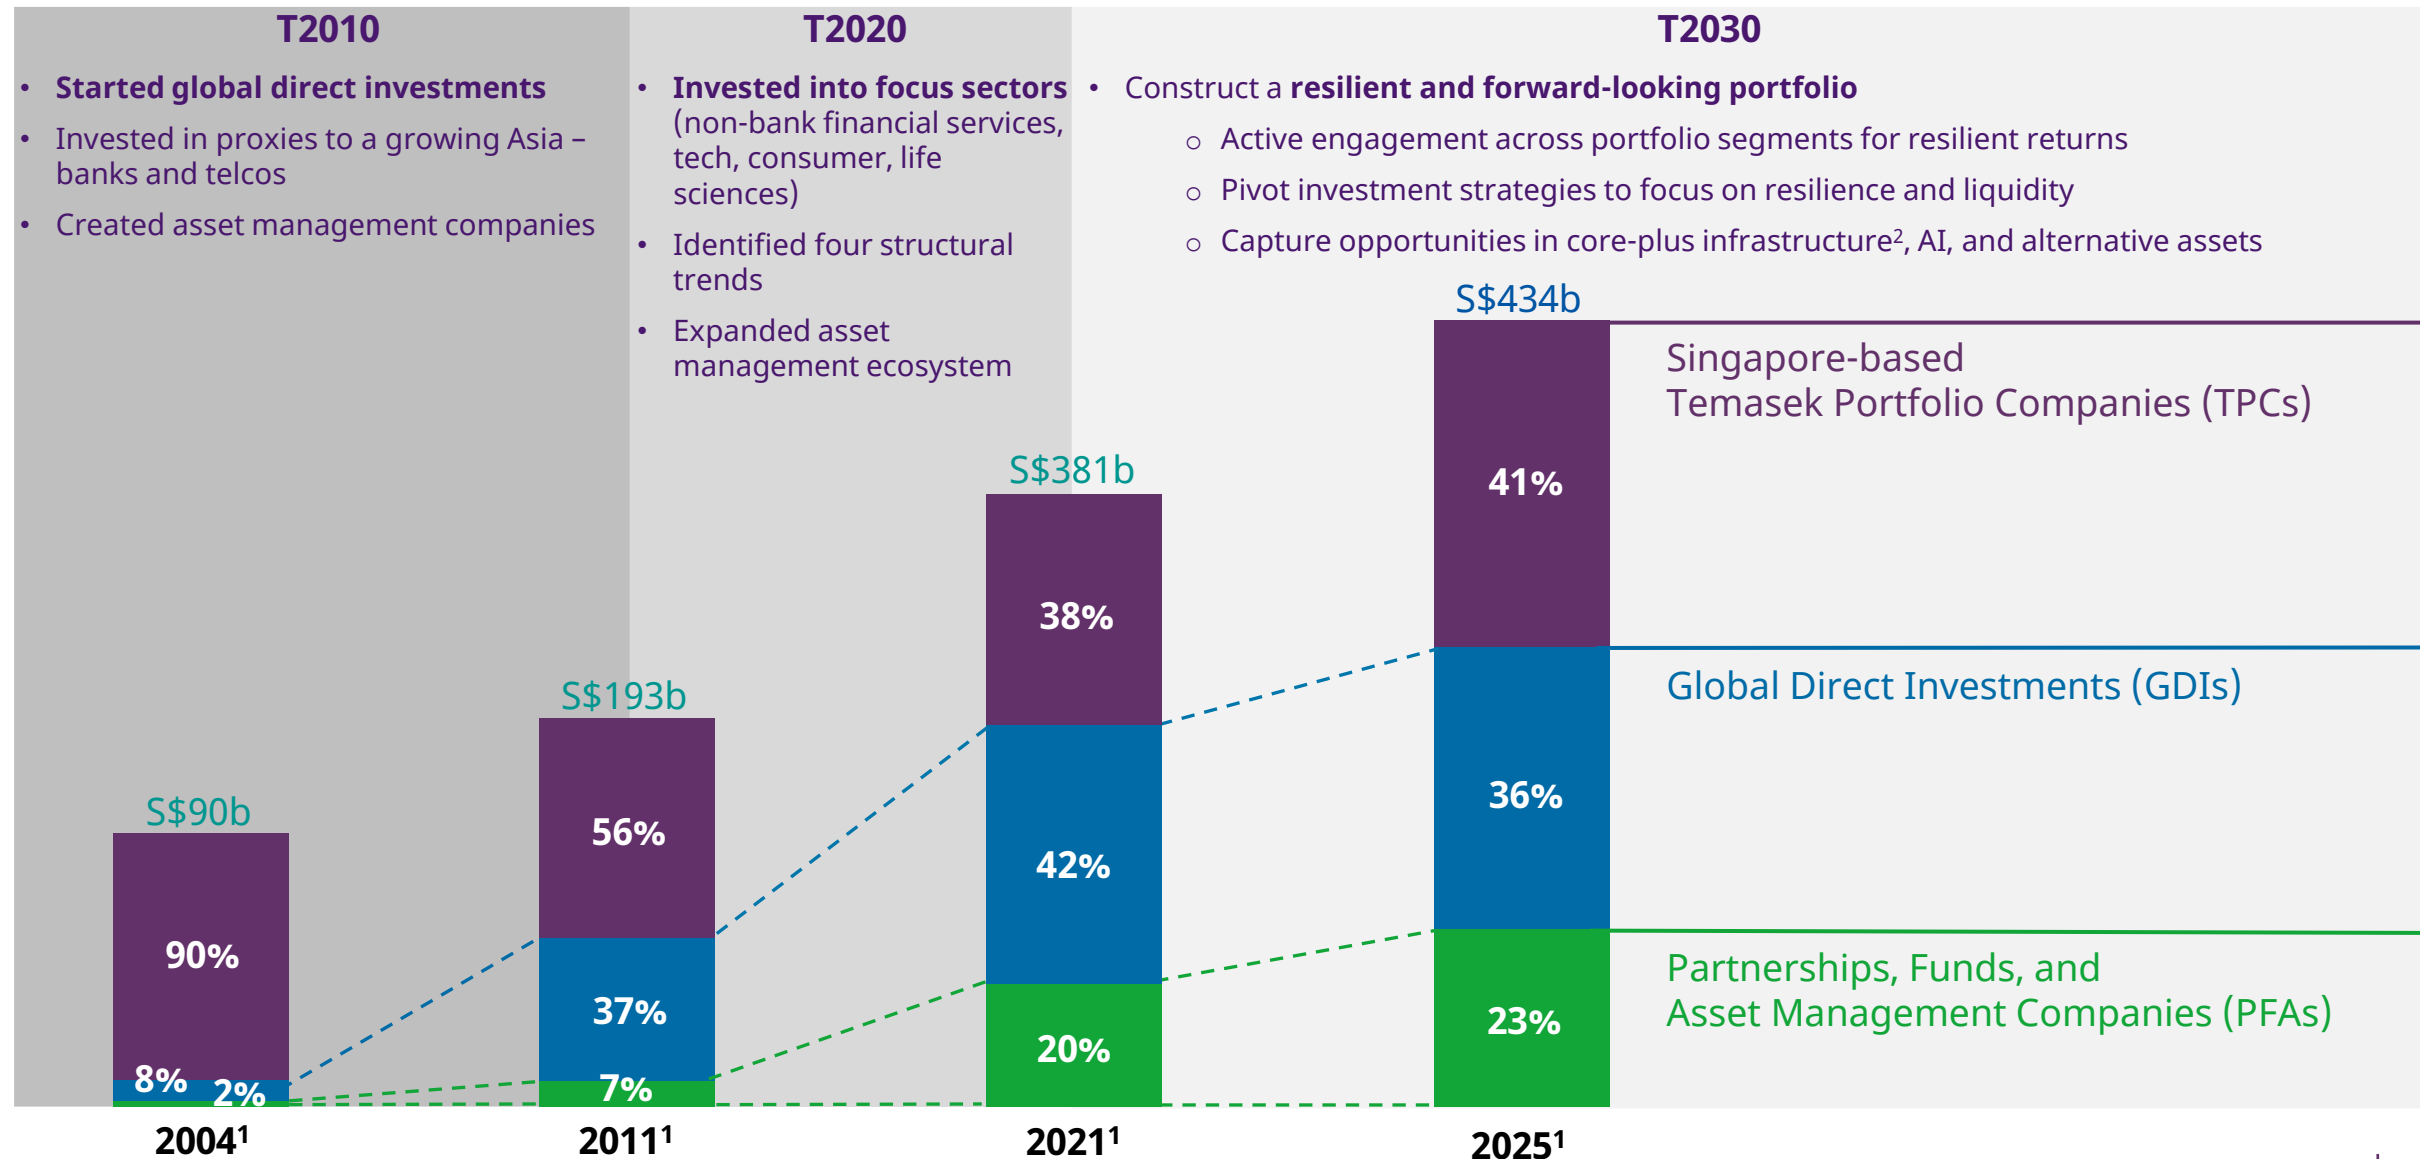 T2010
• Started global direct investments
• Invested in proxies to a growing Asia –
banks and telcos
• Created asset management companies
T2020
• Invested into focus sectors
(non-bank financial services,
tech, consumer, life
sciences)
• Identified four structural
trends
• Expanded asset
management ecosystem
T2030
• Construct a resilient and forward-looking portfolio
○ Active engagement across portfolio segments for resilient returns
○ Pivot investment strategies to focus on resilience and liquidity
○ Capture opportunities in core-plus infrastructure², AI, and alternative assets
S$90b
90%
8%
2%
2004¹
S$193b
56%
37%
7%
2011¹
S$381b
38%
42%
20%
2021¹
S$434b
41%
36%
23%
2025¹
Singapore-based
Temasek Portfolio Companies (TPCs)
Global Direct Investments (GDIs)
Partnerships, Funds, and
Asset Management Companies (PFAs)